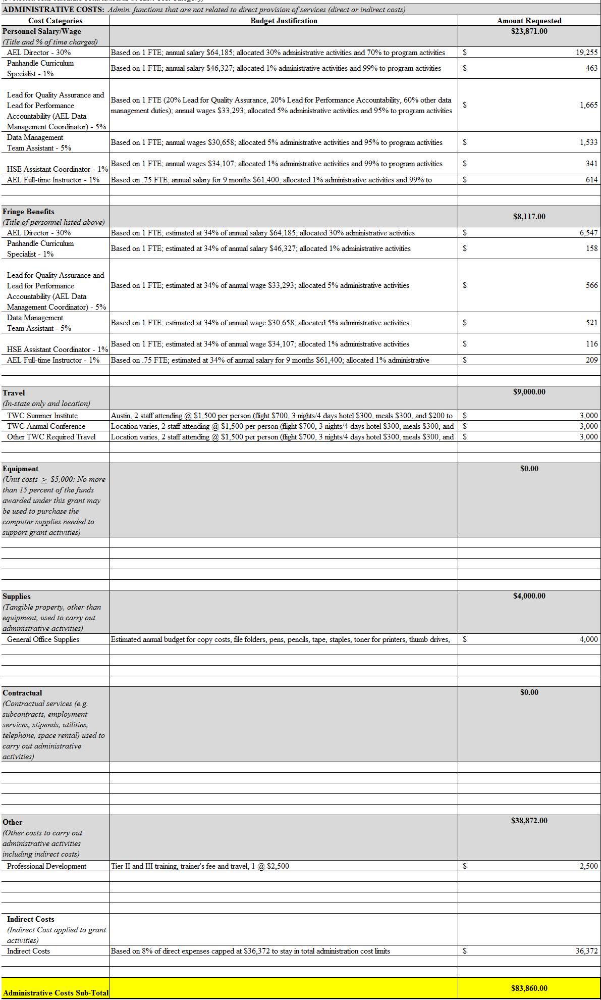 ADMINISTRATIVE COSTS: Admin. functions that are not related to direct provision of services (direct or indirect costs)
Cost Categories Budget Justification Amount Requested
Personnel Salary/Wage $23,871.00
(Title and % of time charged)
AEL Director - 30% Based on 1 FTE; annual salary $64,185; allocated 30% administrative activities and 70% to program activities $ 19,255
Panhandle Curriculum
Specialist - 1% Based on 1 FTE; annual salary $46,327; allocated 1% administrative activities and 99% to program activities $ 463
Lead for Quality Assurance and
Lead for Performance
Accountability (AEL Data
Management Coordinator) - 5%
Based on 1 FTE (20% Lead for Quality Assurance, 20% Lead for Performance Accountability, 60% other data
management duties); annual wages $33,293; allocated 5% administrative activities and 95% to program activities
$ 1,665
Data Management
Team Assistant - 5% Based on 1 FTE; annual wages $30,658; allocated 5% administrative activities and 95% to program activities $ 1,533
HSE Assistant Coordinator - 1% Based on 1 FTE; annual wages $34,107; allocated 1% administrative activities and 99% to program activities $ 341
AEL Full-time Instructor - 1% Based on .75 FTE; annual salary for 9 months $61,400; allocated 1% administrative activities and 99% to $ 614
Fringe Benefits
(Title of personnel listed above) $8,117.00
AEL Director - 30% Based on 1 FTE; estimated at 34% of annual salary $64,185; allocated 30% administrative activities $ 6,547
Panhandle Curriculum
Specialist - 1% Based on 1 FTE; estimated at 34% of annual salary $46,327; allocated 1% administrative activities $ 158
Lead for Quality Assurance and
Lead for Performance
Accountability (AEL Data
Management Coordinator) - 5%
Based on 1 FTE; estimated at 34% of annual wage $33,293; allocated 5% administrative activities $ 566
Data Management
Team Assistant - 5% Based on 1 FTE; estimated at 34% of annual wage $30,658; allocated 5% administrative activities $ 521
HSE Assistant Coordinator - 1% Based on 1 FTE; estimated at 34% of annual wage $34,107; allocated 1% administrative activities $ 116
AEL Full-time Instructor - 1% Based on .75 FTE; estimated at 34% of annual salary for 9 months $61,400; allocated 1% administrative $ 209
Travel $9,000.00
(In-state only and location)
TWC Summer Institute Austin, 2 staff attending @ $1,500 per person (flight $700, 3 nights/4 days hotel $300, meals $300, and $200 to $ 3,000
TWC Annual Conference Location varies, 2 staff attending @ $1,500 per person (flight $700, 3 nights/4 days hotel $300, meals $300, and $ 3,000
Other TWC Required Travel Location varies, 2 staff attending @ $1,500 per person (flight $700, 3 nights/4 days hotel $300, meals $300, and $ 3,000
Equipment $0.00
(Unit costs ≥ $5,000: No more
than 15 percent of the funds
awarded under this grant may
be used to purchase the
computer supplies needed to
support grant activities)
Supplies $4,000.00
(Tangible property, other than
equipment, used to carry out
administrative activities)
General Office Supplies Estimated annual budget for copy costs, file folders, pens, pencils, tape, staples, toner for printers, thumb drives, $ 4,000
Contractual $0.00
(Contractual services (e.g.
subcontracts, employment
services, stipends, utilities,
telephone, space rental) used to
carry out administrative
activities)
Other $38,872.00
(Other costs to carry out
administrative activities
including indirect costs)
Professional Development Tier II and III training, trainer's fee and travel, 1 @ $2,500 $ 2,500
Indirect Costs
(Indirect Cost applied to grant
activities)
Indirect Costs Based on 8% of direct expenses capped at $36,372 to stay in total administration cost limits $ 36,372
Administrative Costs Sub-Total $83,860.00